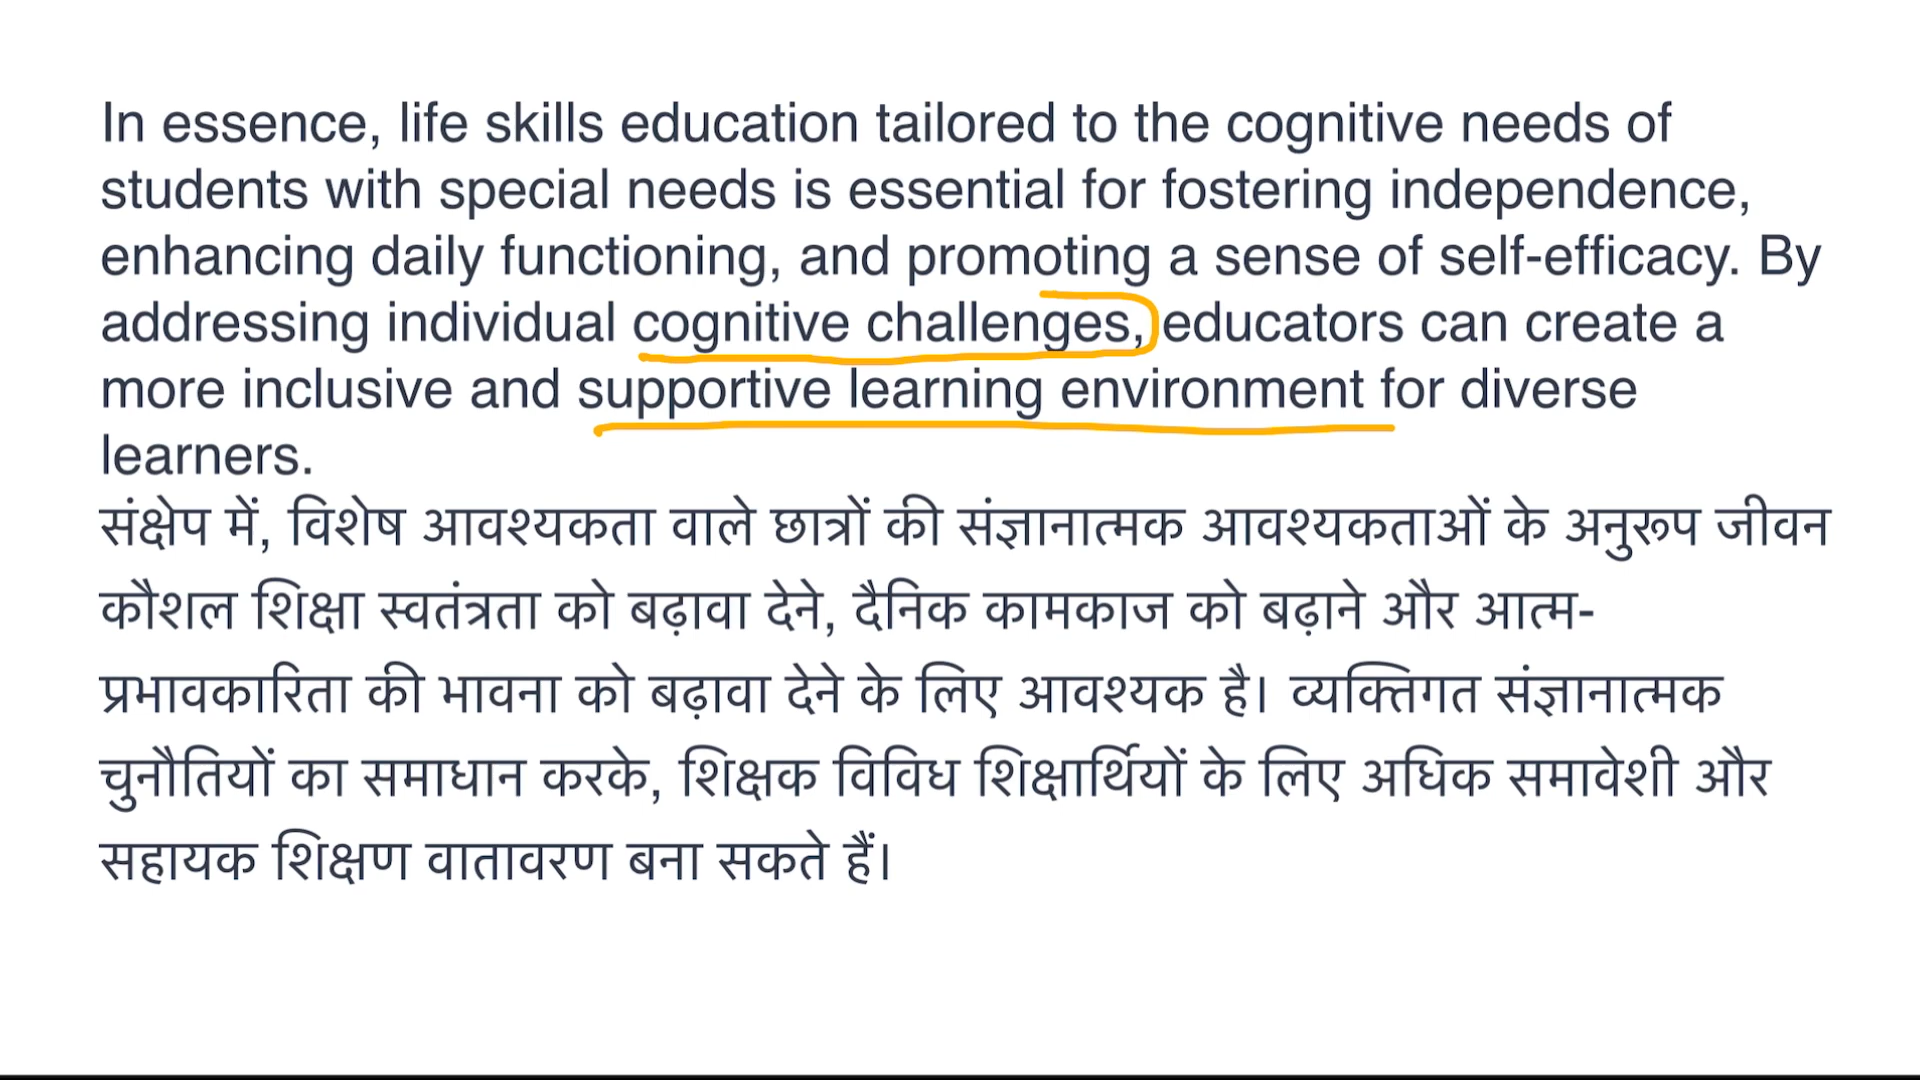 In essence, life skills education tailored to the cognitive needs of
students with special needs is essential for fostering independence,
enhancing daily functioning, and promoting a sense of self-efficacy. By
addressing individual cognitive challenges, educators can create a
more inclusive and supportive learning environment for diverse
learners.
संक्षेप में, विशेष आवश्यकता वाले छात्रों की संज्ञानात्मक आवश्यकताओं के अनुरूप जीवन
कौशल शिक्षा स्वतंत्रता को बढ़ावा देने, दैनिक कामकाज को बढ़ाने और आत्म-
प्रभावकारिता की भावना को बढ़ावा देने के लिए आवश्यक है। व्यक्तिगत संज्ञानात्मक
चुनौतियों का समाधान करके, शिक्षक विविध शिक्षार्थियों के लिए अधिक समावेशी और
सहायक शिक्षण वातावरण बना सकते हैं।